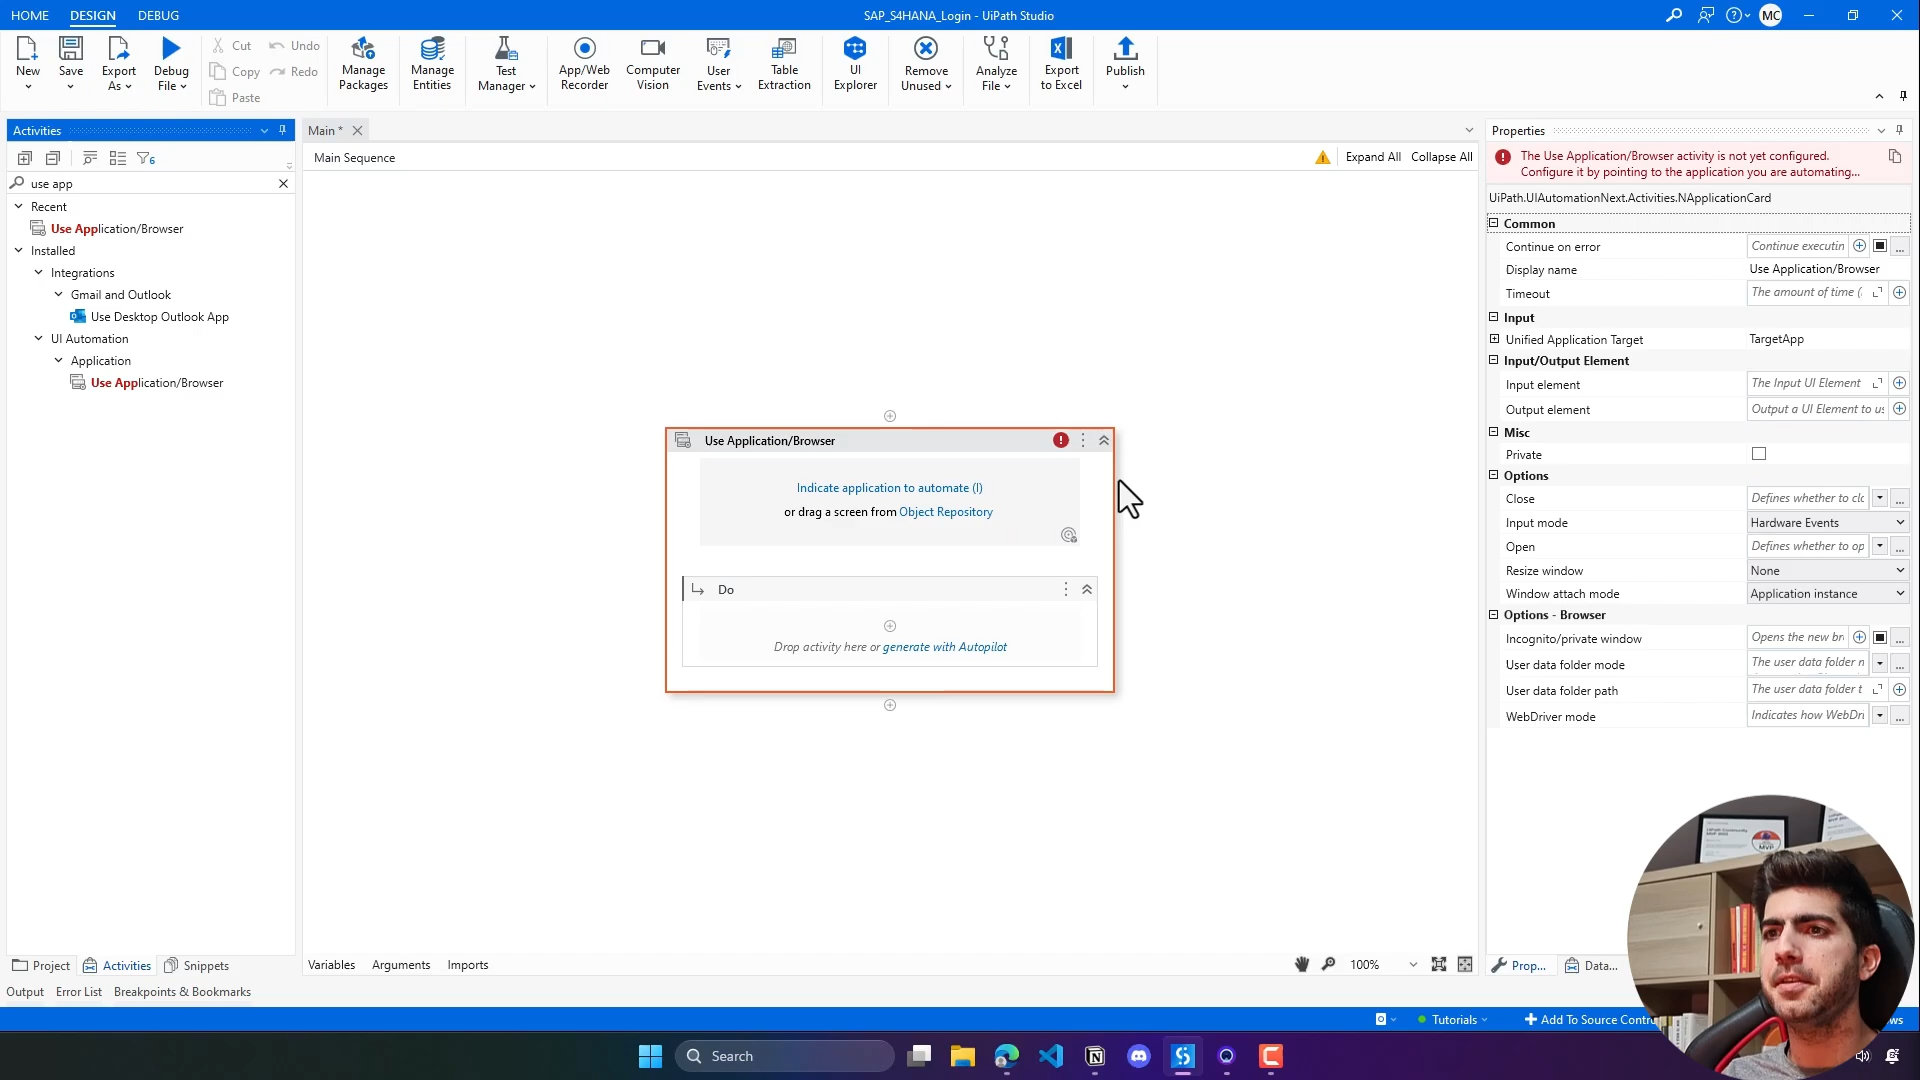 HOME DESIGN DEBUG
SAP_S4HANA_Login - UiPath Studio
MC
New
Save
Export As
Debug File
Cut
Copy
Paste
Undo
Redo
Manage Packages
Manage Entities
Test Manager
App/Web Recorder
Computer Vision
User Events
Table Extraction
UI Explorer
Remove Unused
Analyze File
Export to Excel
Publish
Activities
6
use app
Recent
Use Application/Browser
Installed
Integrations
Gmail and Outlook
Use Desktop Outlook App
UI Automation
Application
Use Application/Browser
Main *
Main Sequence
Expand All Collapse All
Use Application/Browser
Indicate application to automate (I)
or drag a screen from Object Repository
Do
Drop activity here or generate with Autopilot
Properties
The Use Application/Browser activity is not yet configured.
Configure it by pointing to the application you are automating...
UiPath.UIAutomationNext.Activities.NApplicationCard
Common
Continue on error Continue executin ...
Display name Use Application/Browser
Timeout The amount of time (
Input
Unified Application Target TargetApp
Input/Output Element
Input element The Input UI Element
Output element Output a UI Element to us
Misc
Private
Options
Close Defines whether to clo ...
Input mode Hardware Events
Open Defines whether to op ...
Resize window None
Window attach mode Application instance
Options - Browser
Incognito/private window Opens the new br ...
User data folder mode The user data folder n ...
User data folder path The user data folder t
WebDriver mode Indicates how WebDri ...
Project Activities Snippets
Variables Arguments Imports
100%
Prop... Data...
Output Error List Breakpoints & Bookmarks
Tutorials
Add To Source Contro
ws
Search